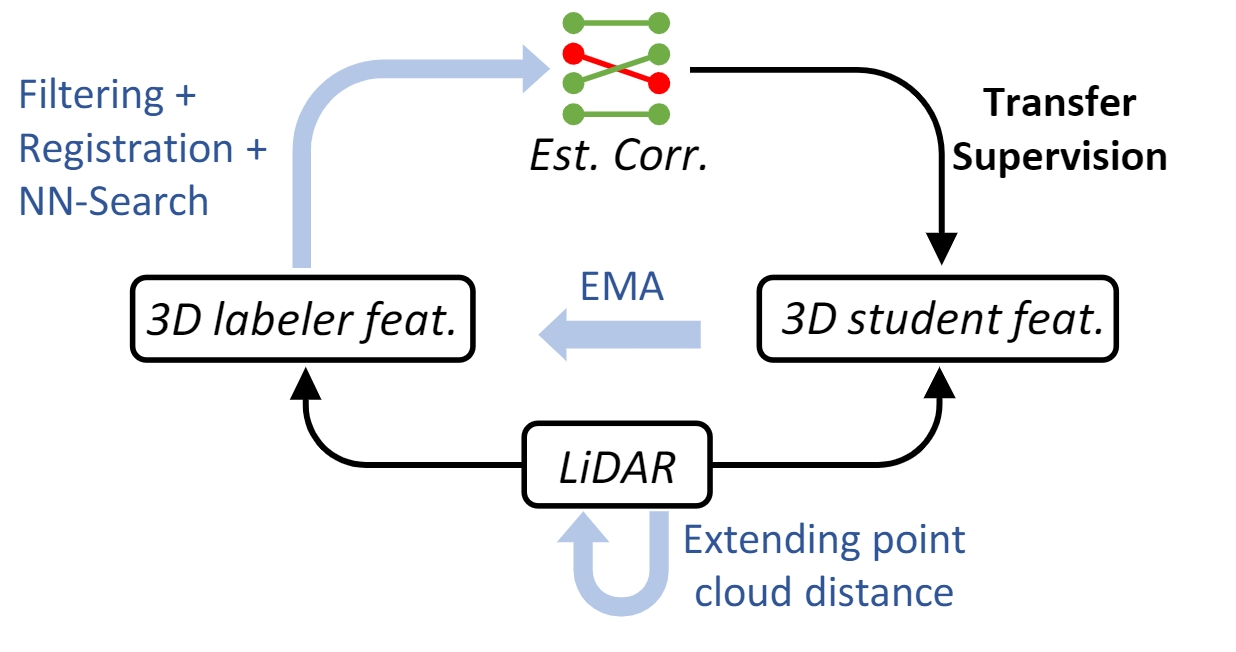 Filtering +
Registration +
NN-Search
Est. Corr.
Transfer
Supervision
3D labeler feat.
EMA
3D student feat.
LiDAR
Extending point
cloud distance